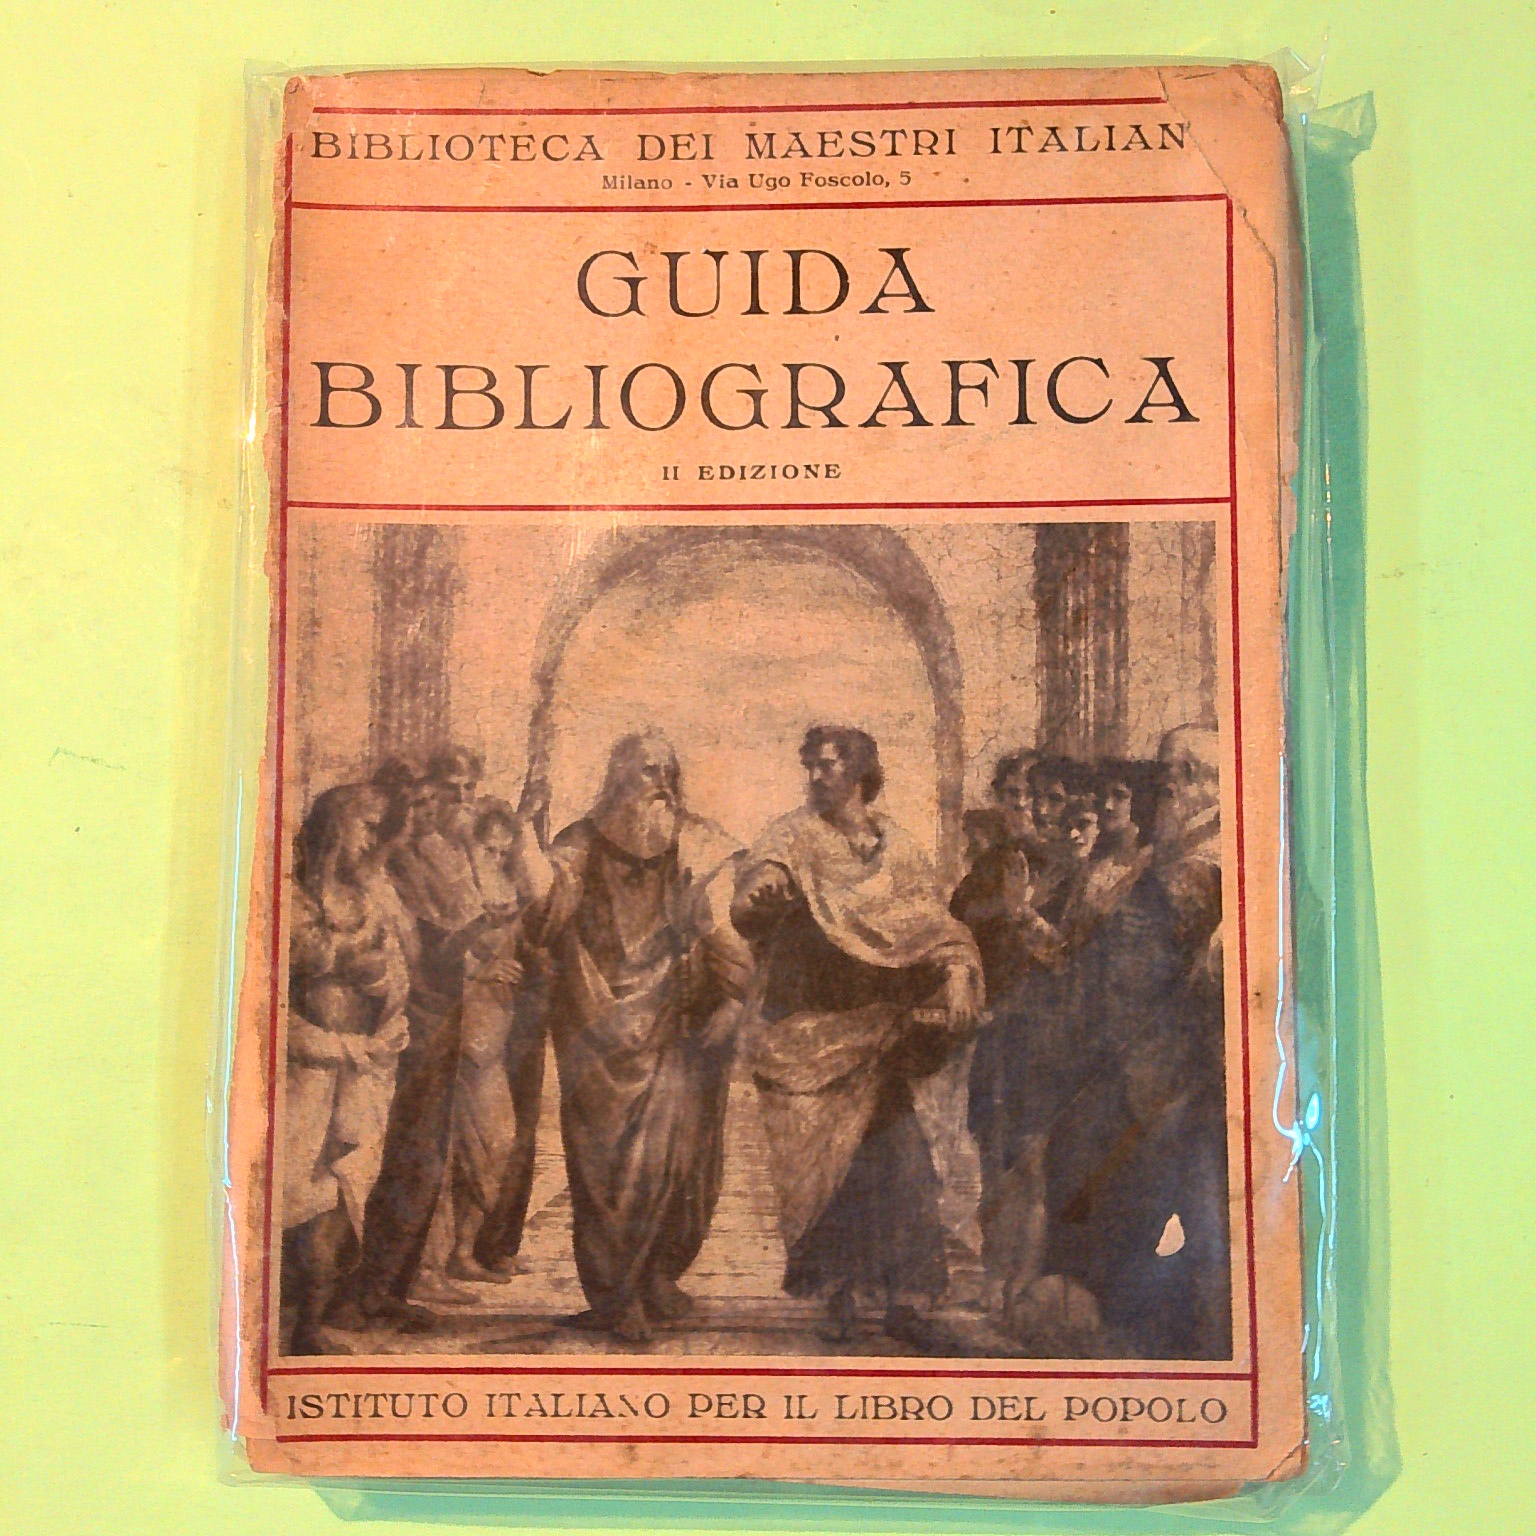 BIBLIOTECA DEI MAESTRI ITALIAN
Milano - Via Ugo Foscolo, 5
GUIDA
BIBLIOGRAFICA
II EDIZIONE
ISTITUTO ITALIANO PER IL LIBRO DEL POPOLO